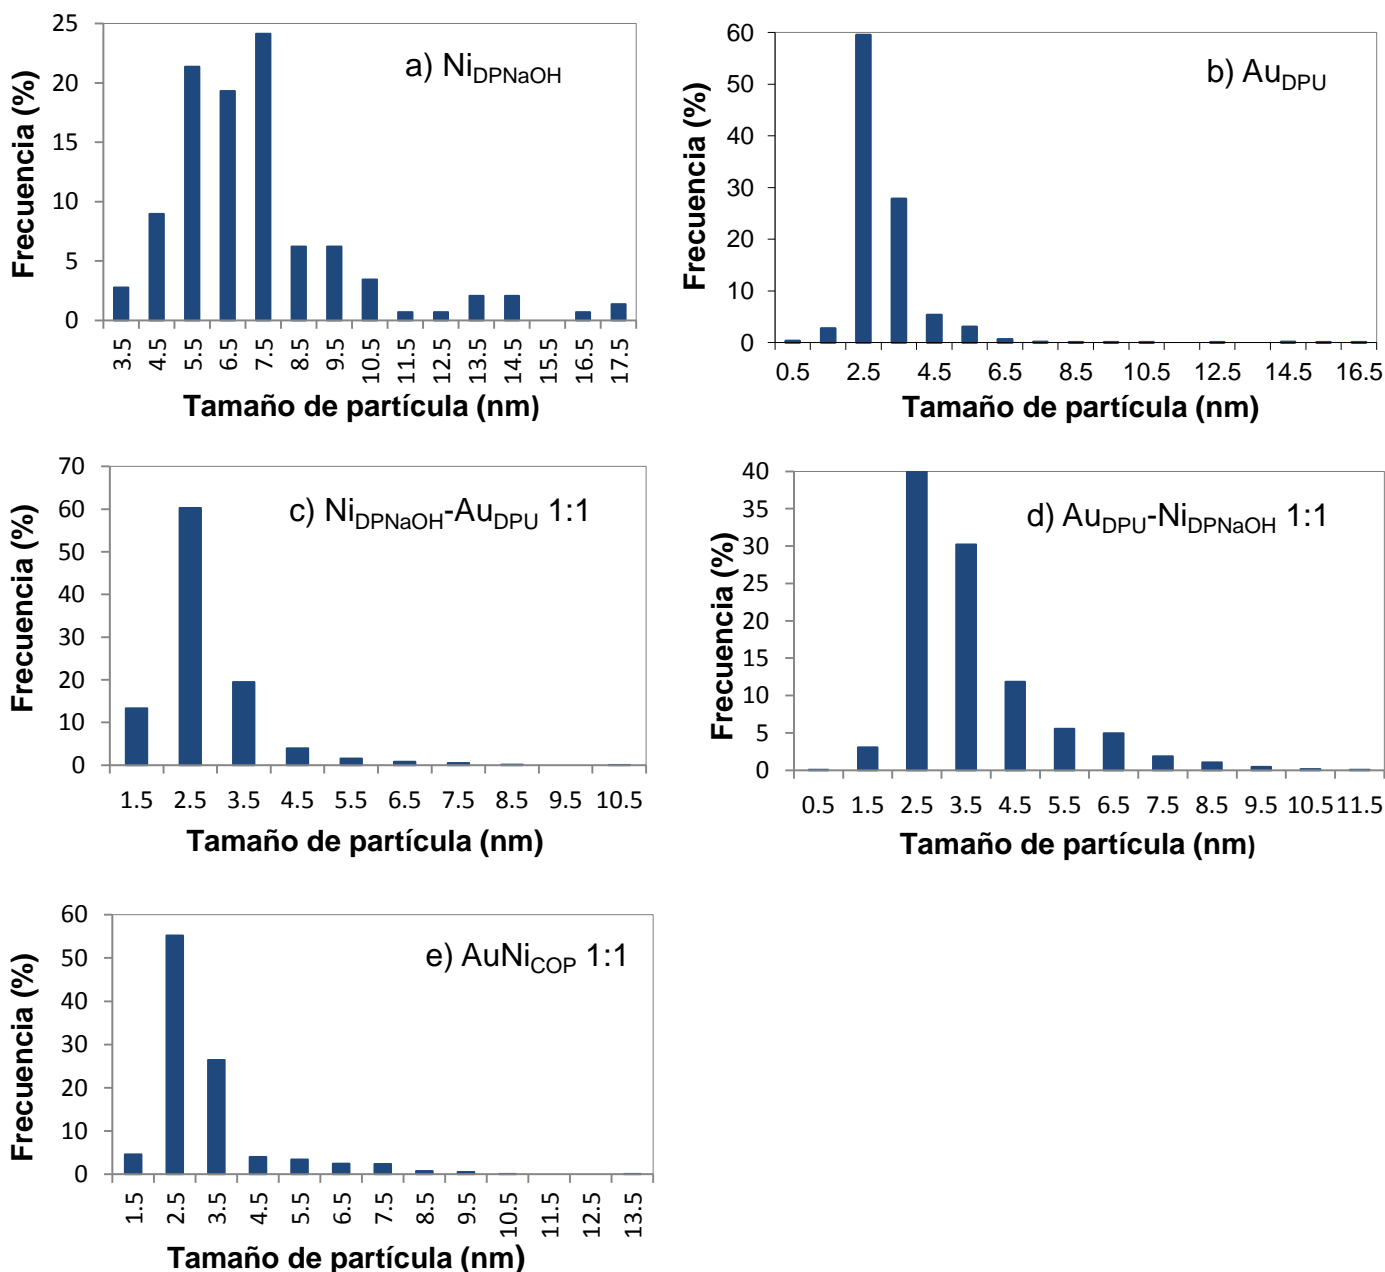 a) NiDPNaOH
Frecuencia (%)
25
20
15
10
5
0
3.5 4.5 5.5 6.5 7.5 8.5 9.5 10.5 11.5 12.5 13.5 14.5 15.5 16.5 17.5
Tamaño de partícula (nm)
b) AuDPU
Frecuencia (%)
60
50
40
30
20
10
0
0.5 2.5 4.5 6.5 8.5 10.5 12.5 14.5 16.5
Tamaño de partícula (nm)
c) NiDPNaOH-AuDPU 1:1
Frecuencia (%)
70
60
50
40
30
20
10
0
1.5 2.5 3.5 4.5 5.5 6.5 7.5 8.5 9.5 10.5
Tamaño de partícula (nm)
d) AuDPU-NiDPNaOH 1:1
Frecuencia (%)
40
35
30
25
20
15
10
5
0
0.5 1.5 2.5 3.5 4.5 5.5 6.5 7.5 8.5 9.5 10.5 11.5
Tamaño de partícula (nm)
e) AuNiCOP 1:1
Frecuencia (%)
60
50
40
30
20
10
0
1.5 2.5 3.5 4.5 5.5 6.5 7.5 8.5 9.5 10.5 11.5 12.5 13.5
Tamaño de partícula (nm)